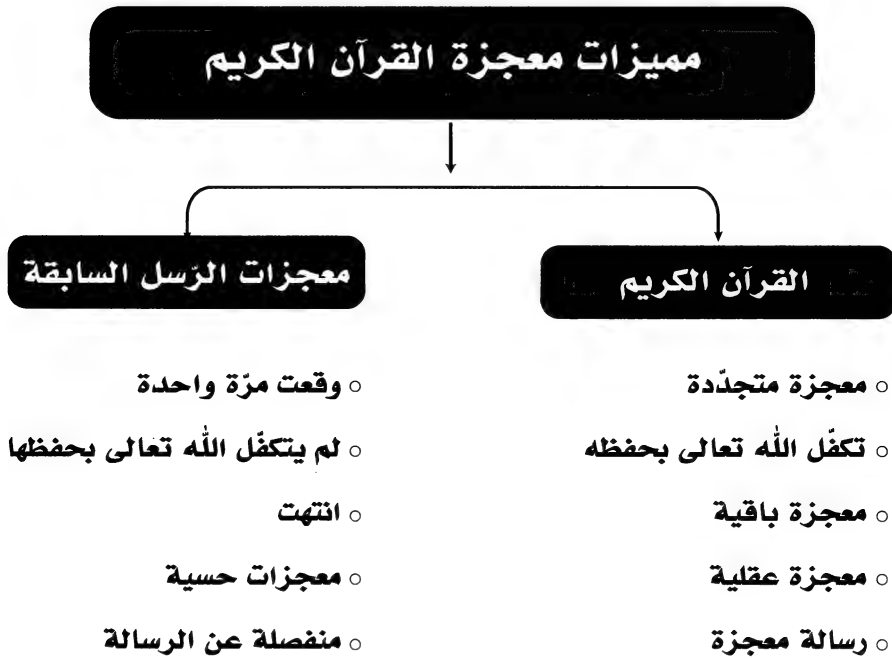 مميزات معجزة القرآن الكريم
القرآن الكريم
○ معجزة متجدّدة
○ تكفّل الله تعالى بحفظه
○ معجزة باقية
○ معجزة عقلية
○ رسالة معجزة
معجزات الرّسل السابقة
○ وقعت مرّة واحدة
○ لم يتكفّل الله تعالى بحفظها
○ انتهت
○ معجزات حسية
○ منفصلة عن الرسالة